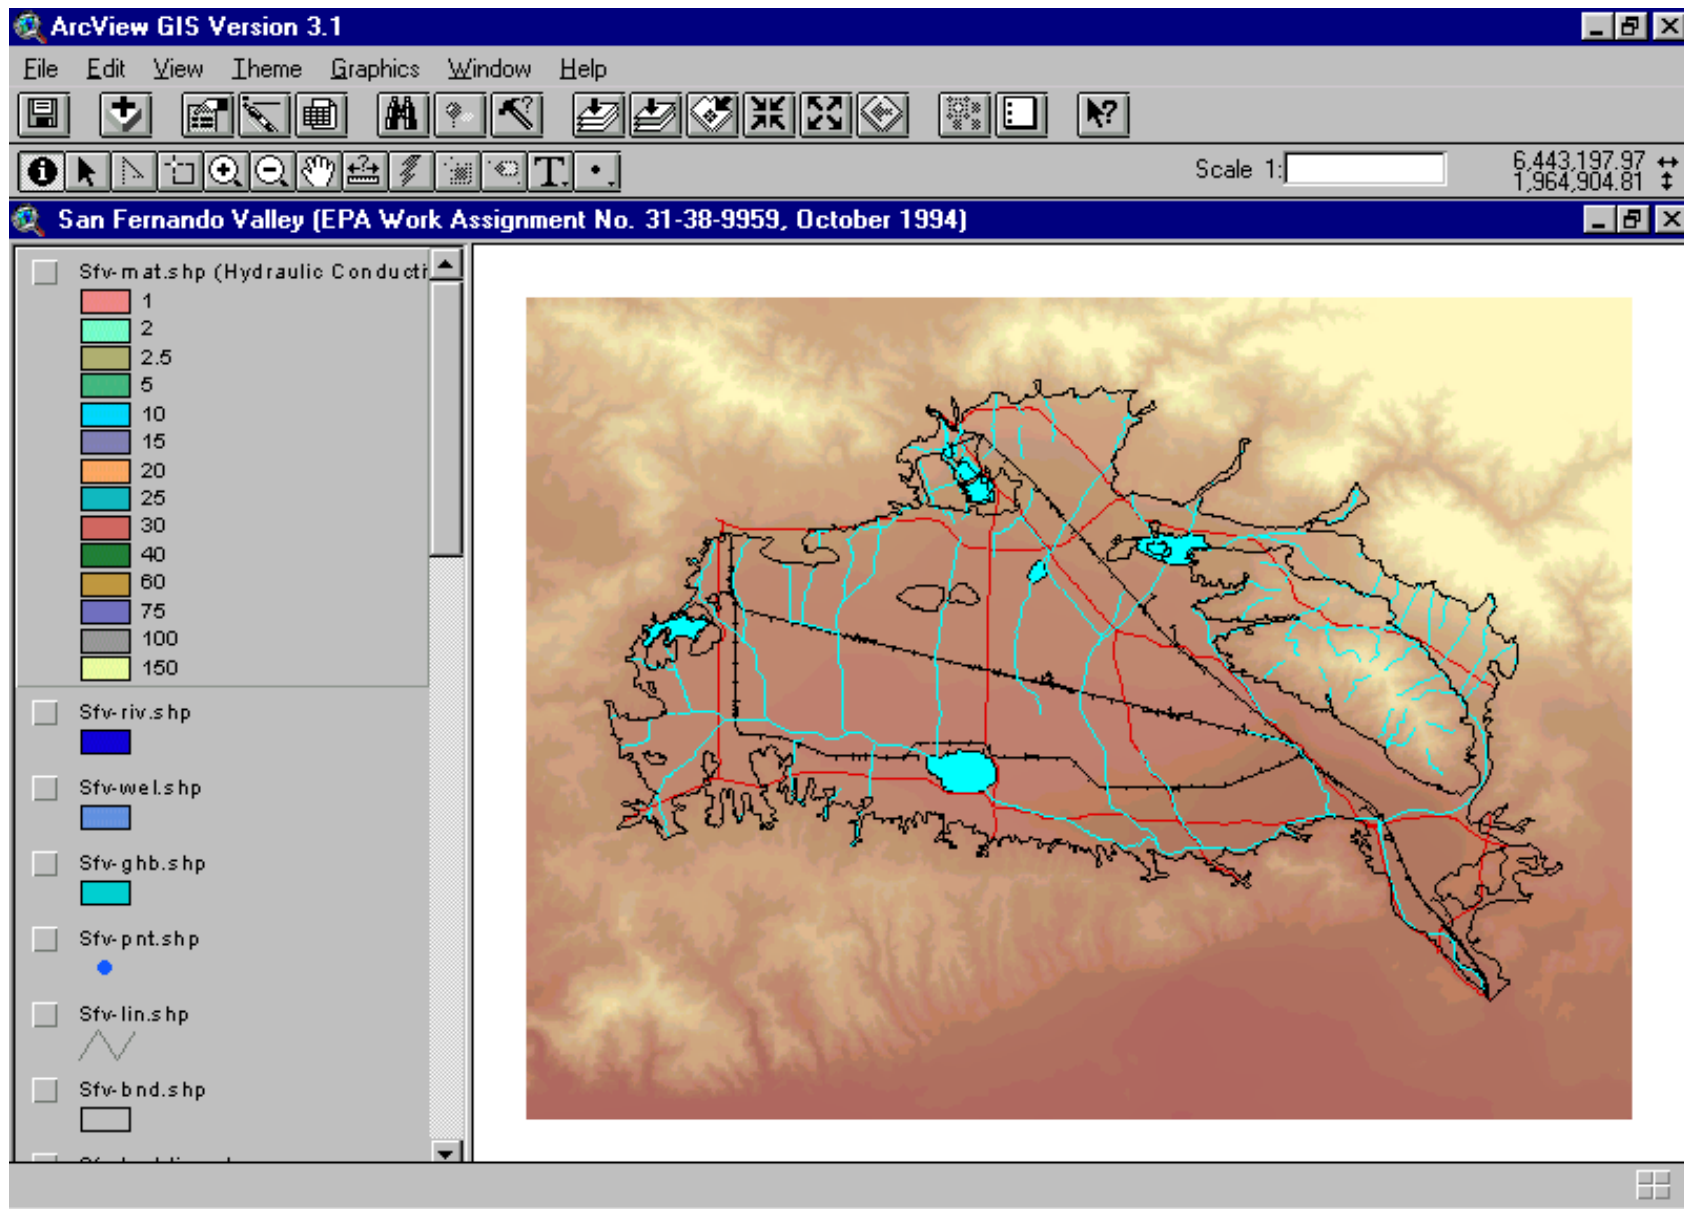 ArcView GIS Version 3.1
File Edit View Theme Graphics Window Help
Scale 1:
6,443,197.97
1,964,904.81
San Fernando Valley (EPA Work Assignment No. 31-38-9959, October 1994)
Sfv-mat.shp (Hydraulic Conducti
1
2
2.5
5
10
15
20
25
30
40
60
75
100
150
Sfv-riv.shp
Sfv-wel.shp
Sfv-ghb.shp
Sfv-pnt.shp
Sfv-lin.shp
Sfv-bnd.shp